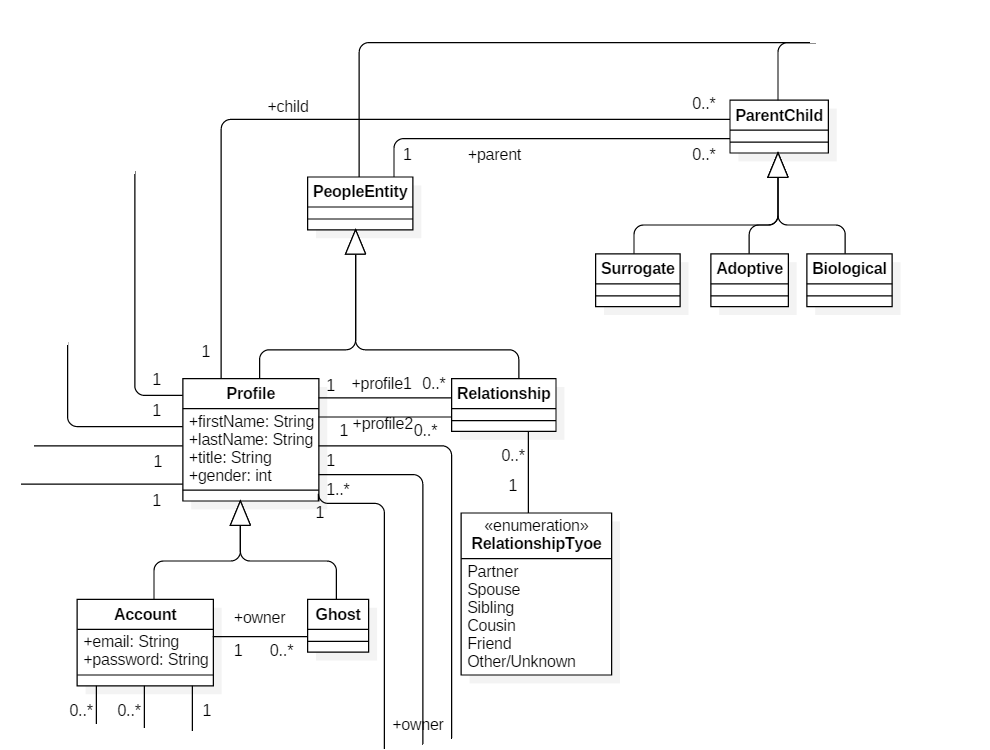 +child
0..*
ParentChild
1
+parent
0..*
PeopleEntity
Surrogate
Adoptive
Biological
1
1
1
1
1
Profile
+firstName: String
+lastName: String
+title: String
+gender: int
1
+profile1
0..*
1
+profile2
0..*
1
1..*
1
Relationship
0..*
1
«enumeration»
RelationshipTyoe
Partner
Spouse
Sibling
Cousin
Friend
Other/Unknown
Account
+email: String
+password: String
+owner
1
0..*
Ghost
0..*
0..*
1
+owner